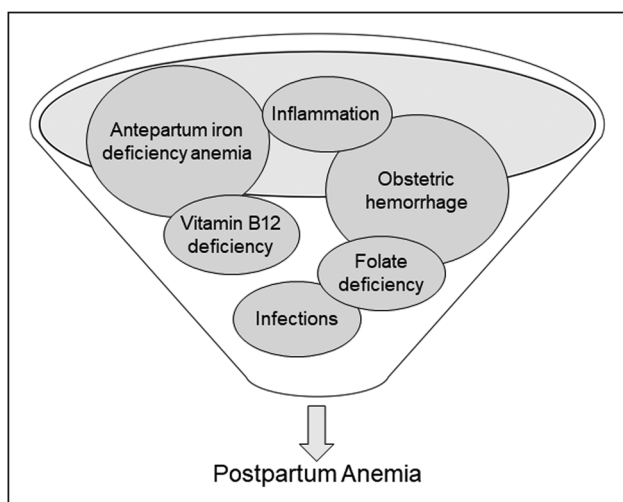 Inflammation
Antepartum iron
deficiency anemia
Obstetric
hemorrhage
Vitamin B12
deficiency
Folate
deficiency
Infections
Postpartum Anemia